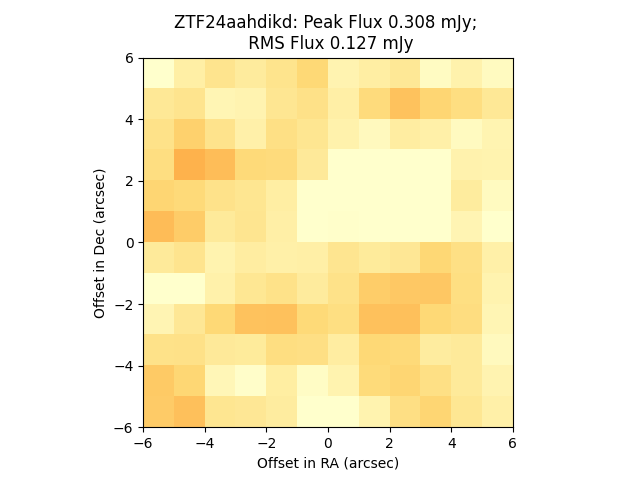 ZTF24aahdikd: Peak Flux 0.308 mJy;
RMS Flux 0.127 mJy
6
4
2
0
−2
−4
−6
Offset in Dec (arcsec)
−6 −4 −2 0 2 4 6
Offset in RA (arcsec)